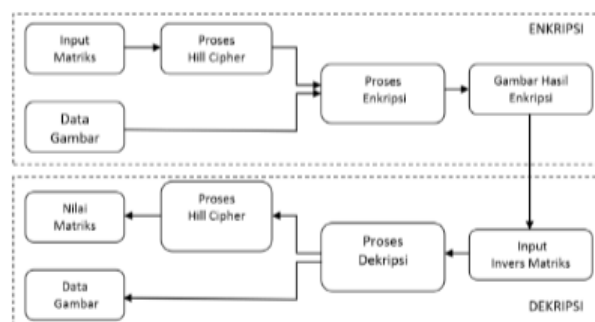 ENKRIPSI
Input
Matriks
Proses
Hill Cipher
Data
Gambar
Proses
Enkripsi
Gambar Hasil
Enkripsi
Nilai
Matriks
Proses
Hill Cipher
Data
Gambar
Proses
Dekripsi
Input
Invers Matriks
DEKRIPSI